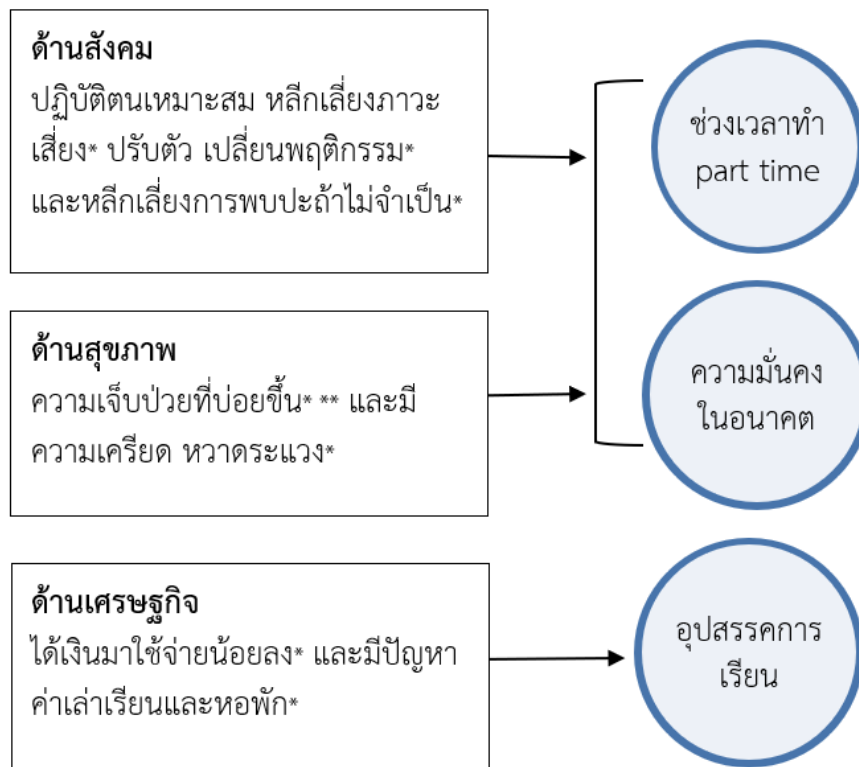 ด้านสังคม
ปฏิบัติตนเหมาะสม หลีกเลี่ยงภาวะ
เสี่ยง* ปรับตัว เปลี่ยนพฤติกรรม*
และหลีกเลี่ยงการพบปะถ้าไม่จำเป็น*
ช่วงเวลาทำ
part time
ด้านสุขภาพ
ความเจ็บป่วยที่บ่อยขึ้น* ** และมี
ความเครียด หวาดระแวง*
ความมั่นคง
ในอนาคต
ด้านเศรษฐกิจ
ได้เงินมาใช้จ่ายน้อยลง* และมีปัญหา
ค่าเล่าเรียนและหอพัก*
อุปสรรคการ
เรียน